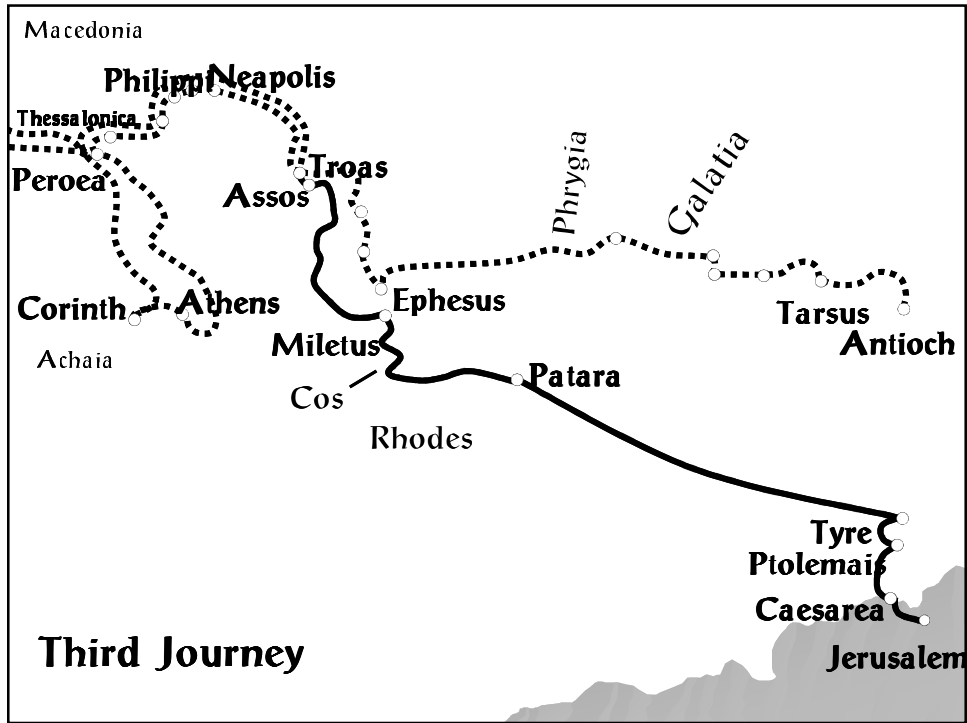 Macedonia
Philippi
Neapolis
Thessalonica
Troas
Peroea
Assos
Phrygia
Galatia
Corinth
Athens
Ephesus
Tarsus
Antioch
Achaia
Miletus
Cos
Patara
Rhodes
Tyre
Ptolemais
Caesarea
Third Journey
Jerusalem